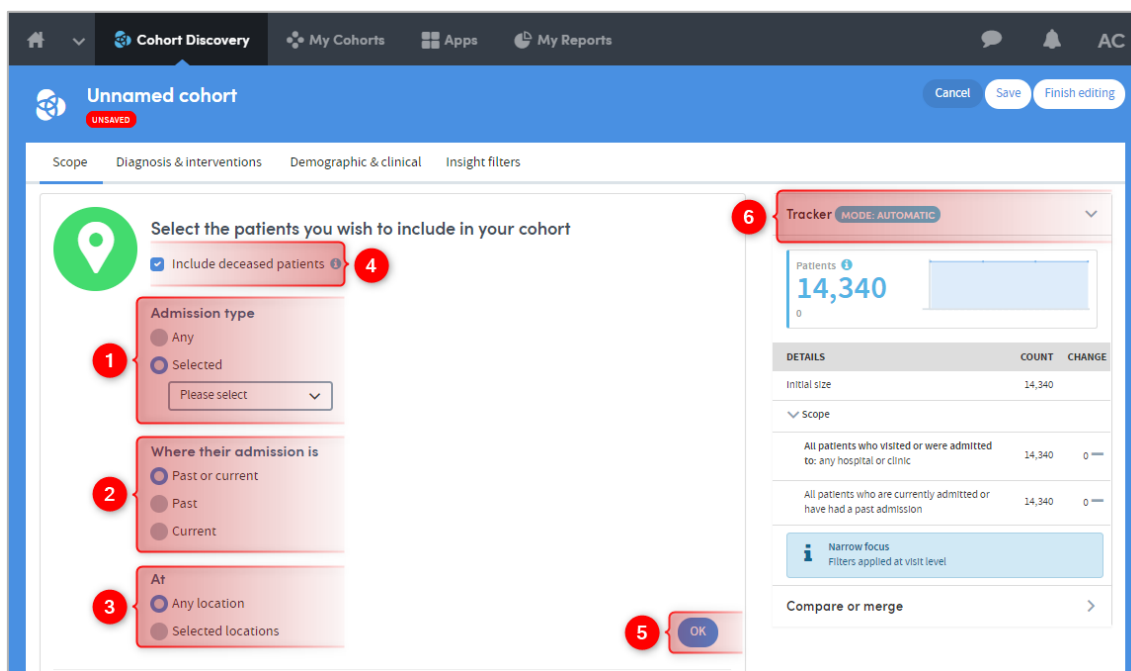 Cohort Discovery My Cohorts Apps My Reports AC
Unnamed cohort
UNSAVED
Cancel Save Finish editing
Scope Diagnosis & interventions Demographic & clinical Insight filters
Select the patients you wish to include in your cohort
Include deceased patients
4
Admission type
Any
Selected
Please select
1
Where their admission is
Past or current
Past
Current
2
At
Any location
Selected locations
3
5
OK
6
Tracker MODE: AUTOMATIC
Patients
14,340
0
DETAILS COUNT CHANGE
Initial size 14,340
Scope
All patients who visited or were admitted
to: any hospital or clinic 14,340 0
All patients who are currently admitted or
have had a past admission 14,340 0
Narrow focus
Filters applied at visit level
Compare or merge